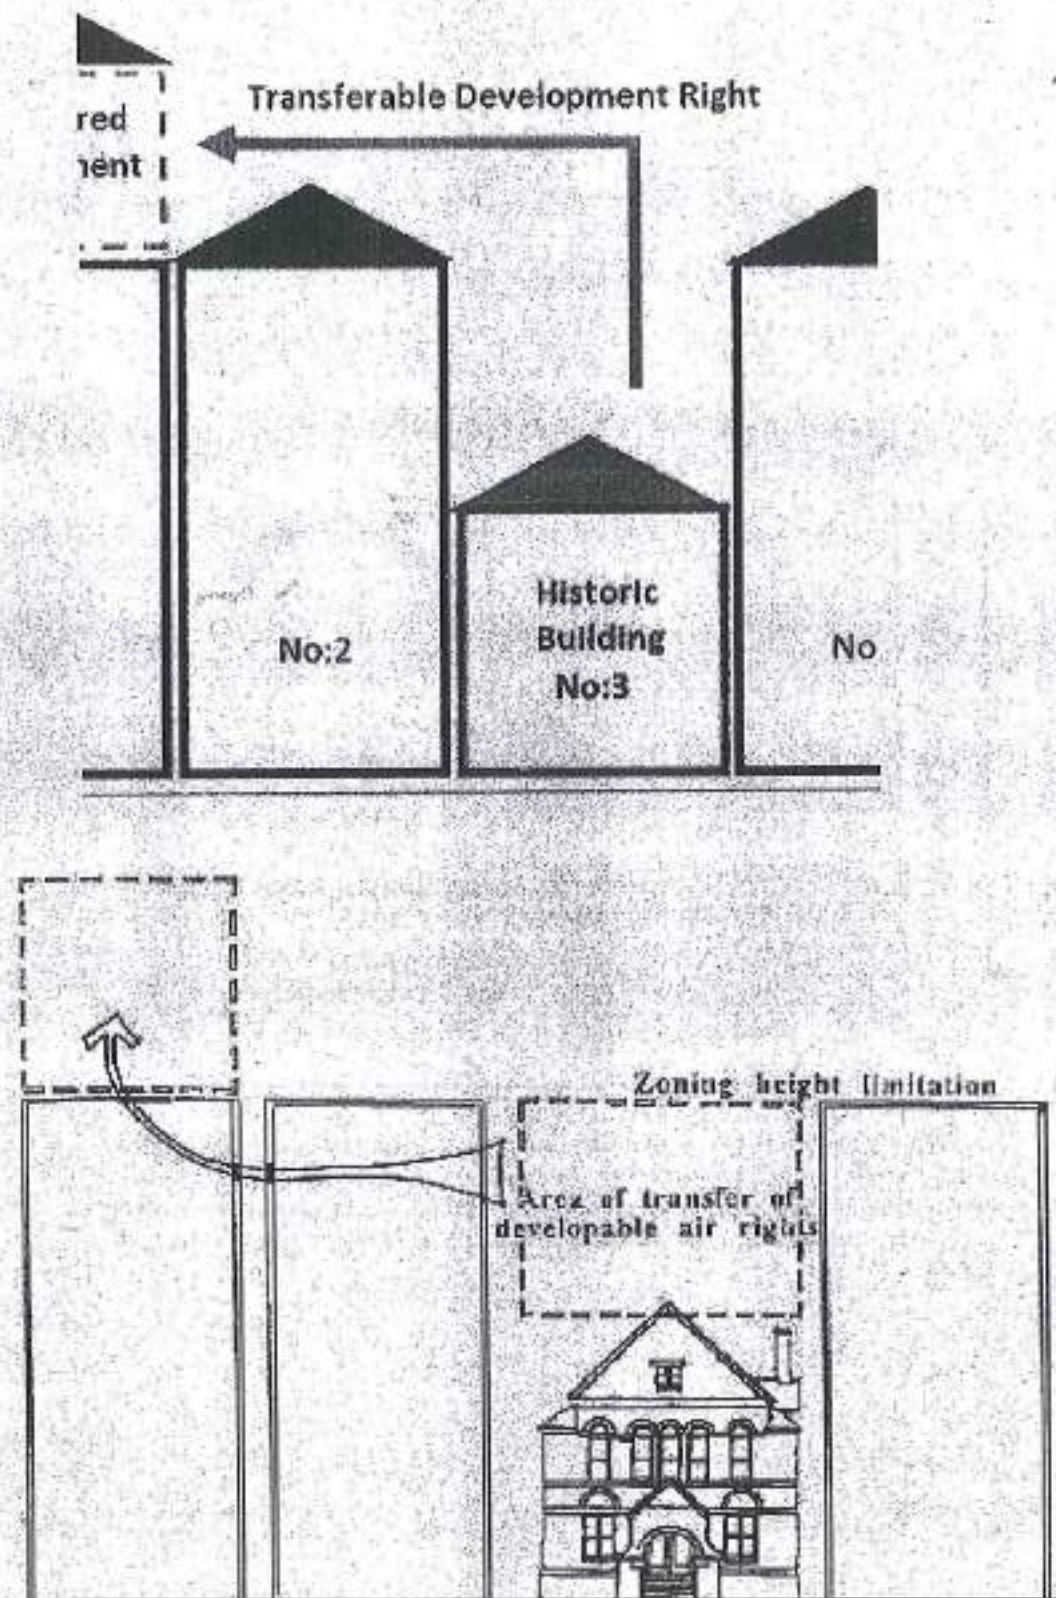 Transferable Development Right
red
ment
Historic
Building
No:2
No
No:3
Zoning height limitation
Area of transfer of
developable air rights